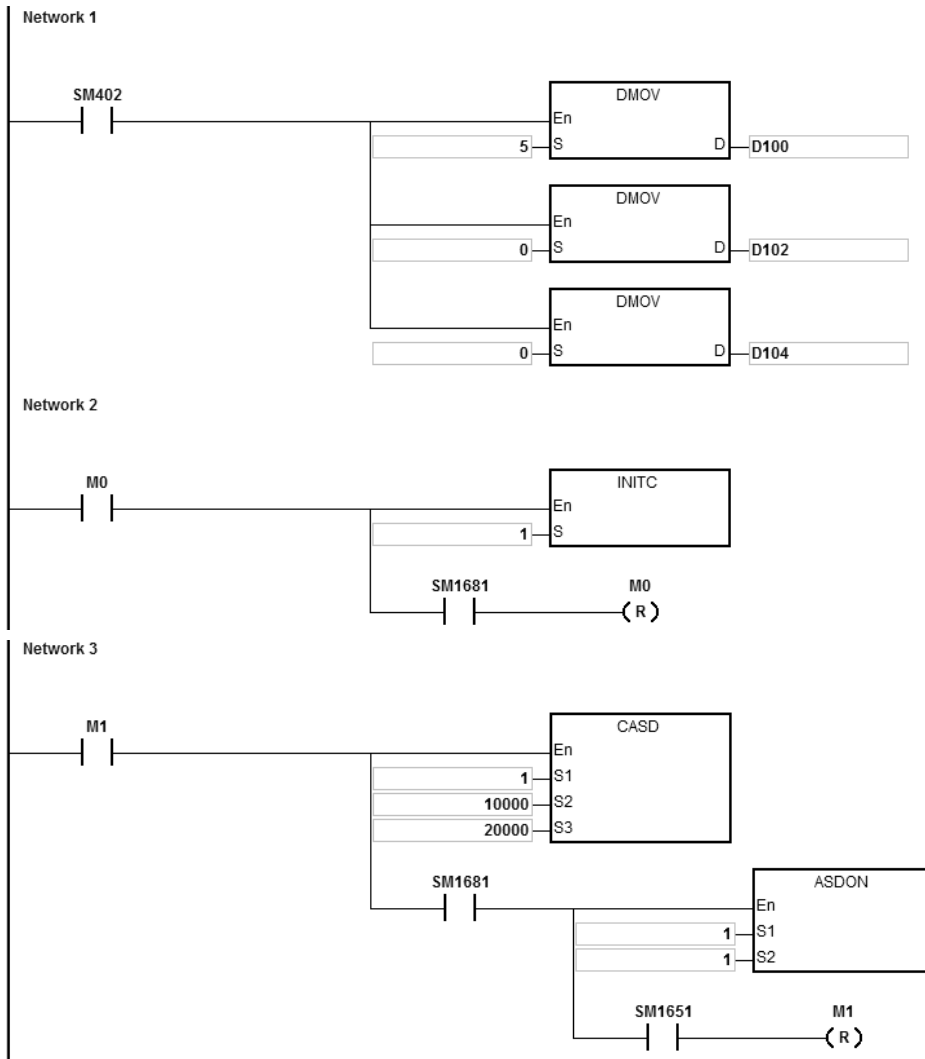 Network 1
SM402
DMOV
En
5 S D D100
DMOV
En
0 S D D102
DMOV
En
0 S D D104
Network 2
M0
INITC
En
1 S
SM1681 M0
( R )
Network 3
M1
CASD
En
1 S1
10000 S2
20000 S3
SM1681
ASDON
En
1 S1
1 S2
SM1651 M1
( R )